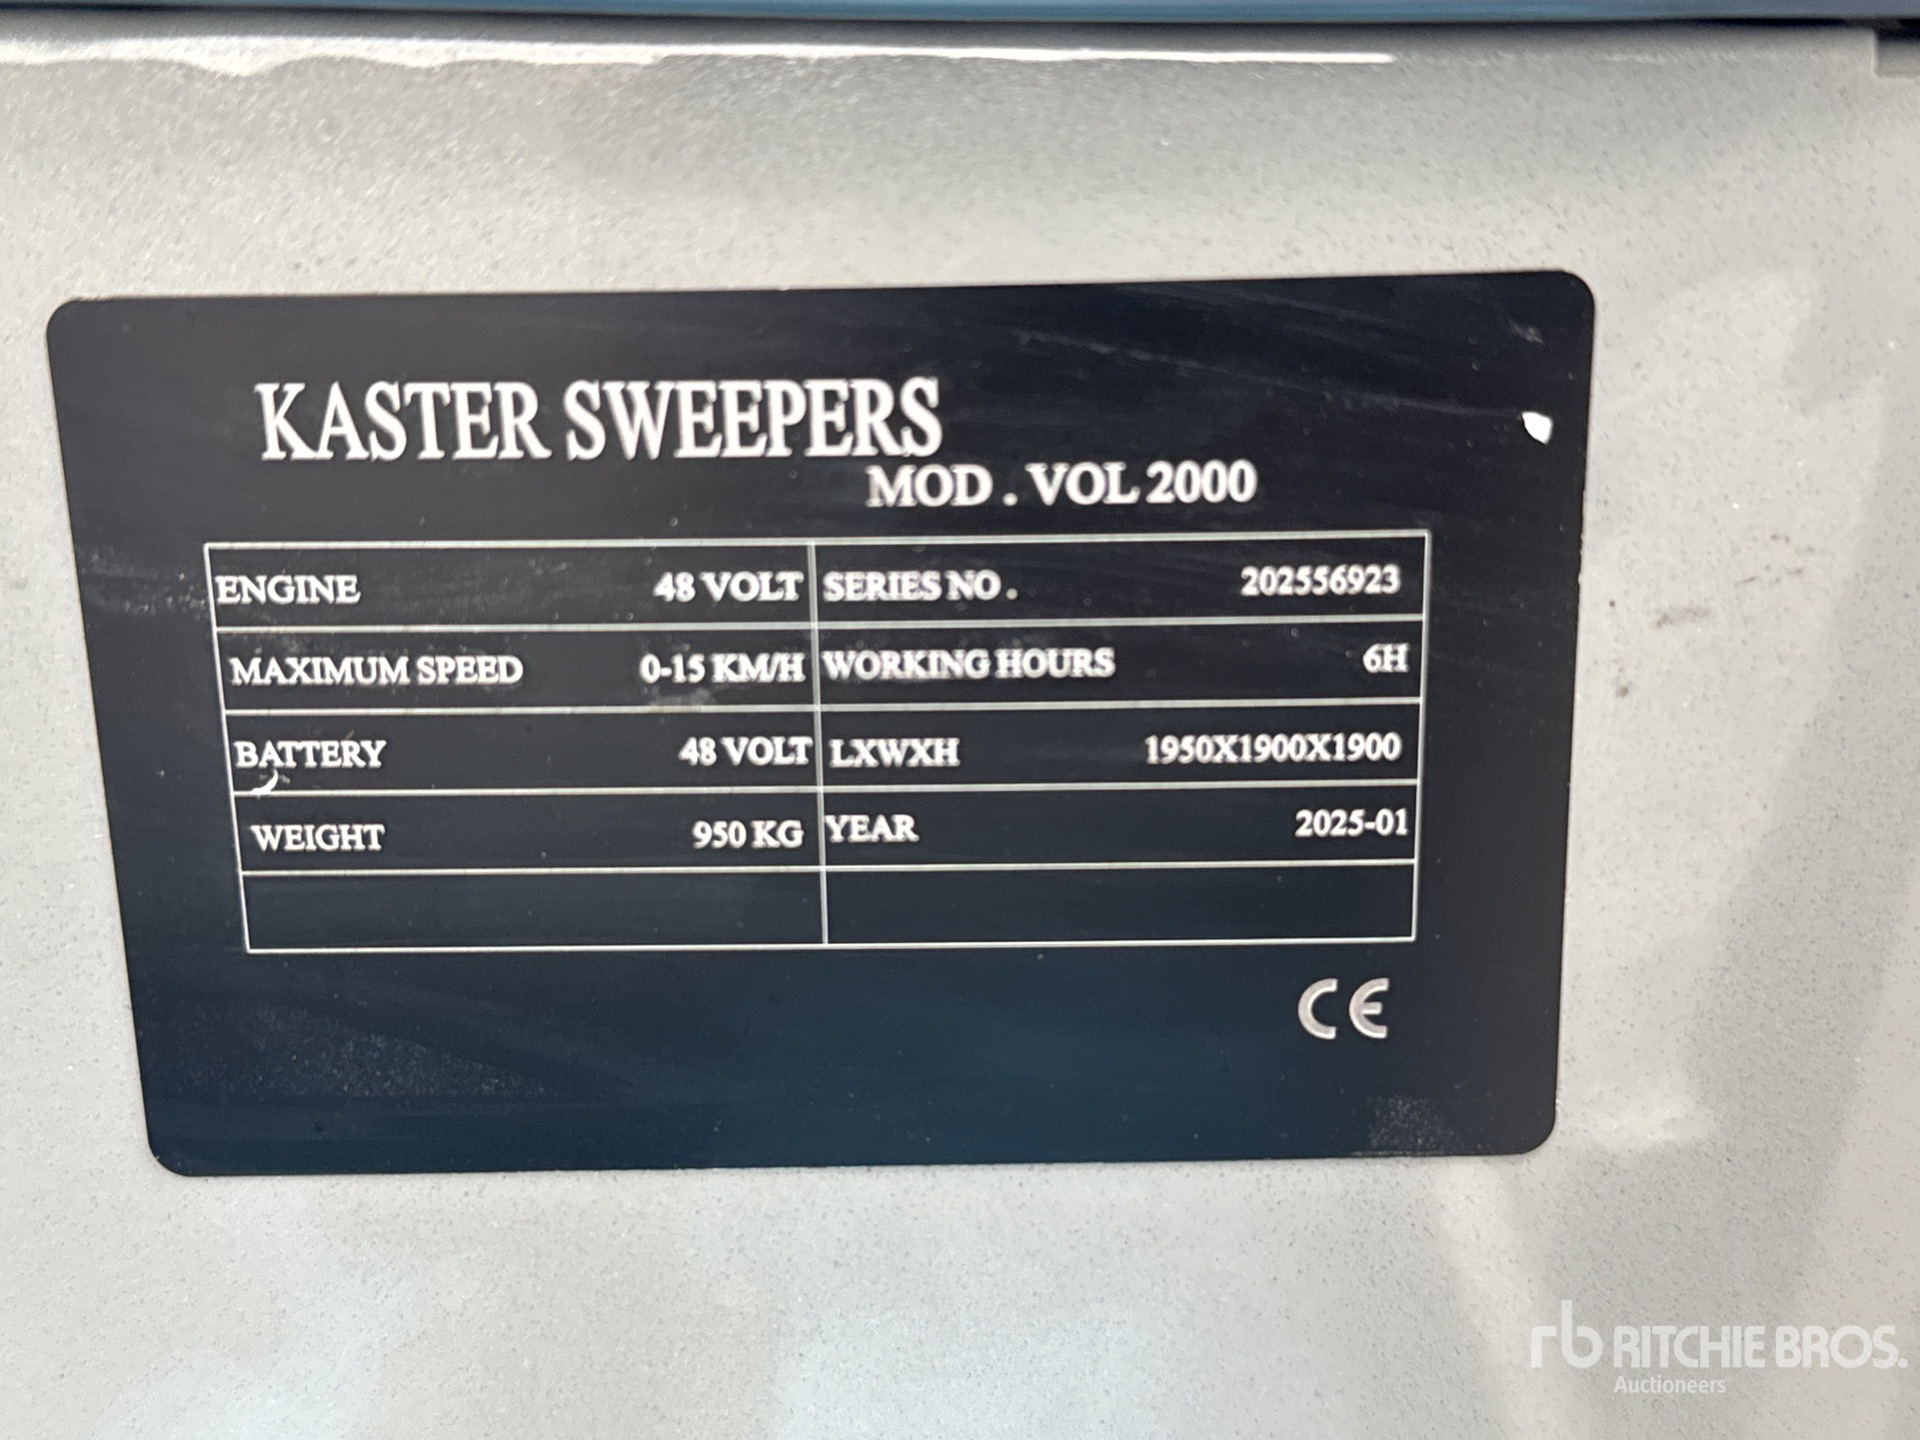 KASTER SWEEPERS
MOD . VOL 2000
ENGINE 48 VOLT SERIES NO . 202556923
MAXIMUM SPEED 0-15 KM/H WORKING HOURS 6H
BATTERY 48 VOLT LXWXH 1950X1900X1900
WEIGHT 950 KG YEAR 2025-01
CE
rb RITCHIE BROS.
Auctioneers